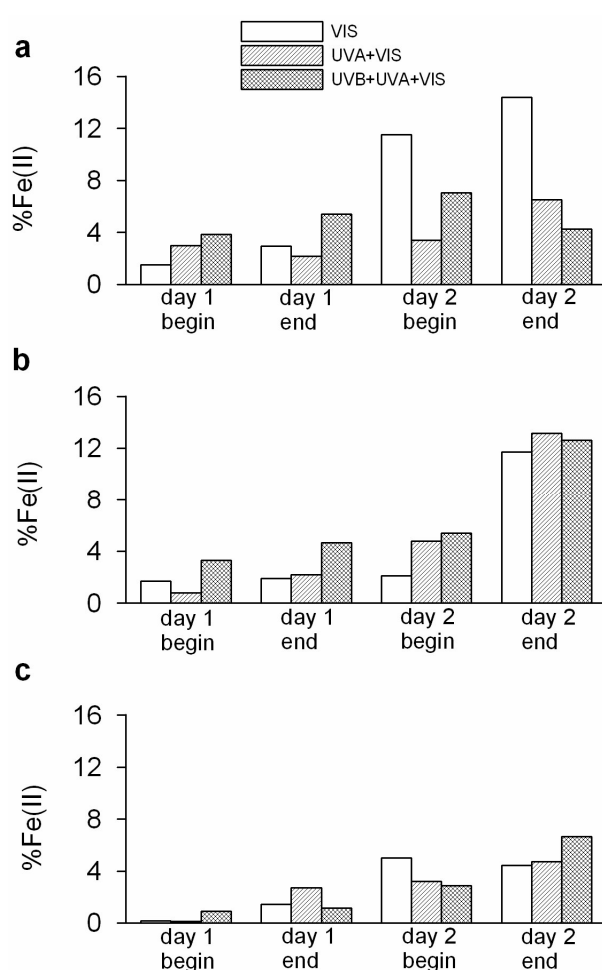 VIS
UVA+VIS
UVB+UVA+VIS
a
16
12
8
4
0
%Fe(II)
day 1 day 1 day 2 day 2
begin end begin end
b
16
12
8
4
0
%Fe(II)
day 1 day 1 day 2 day 2
begin end begin end
c
16
12
8
4
0
%Fe(II)
day 1 day 1 day 2 day 2
begin end begin end